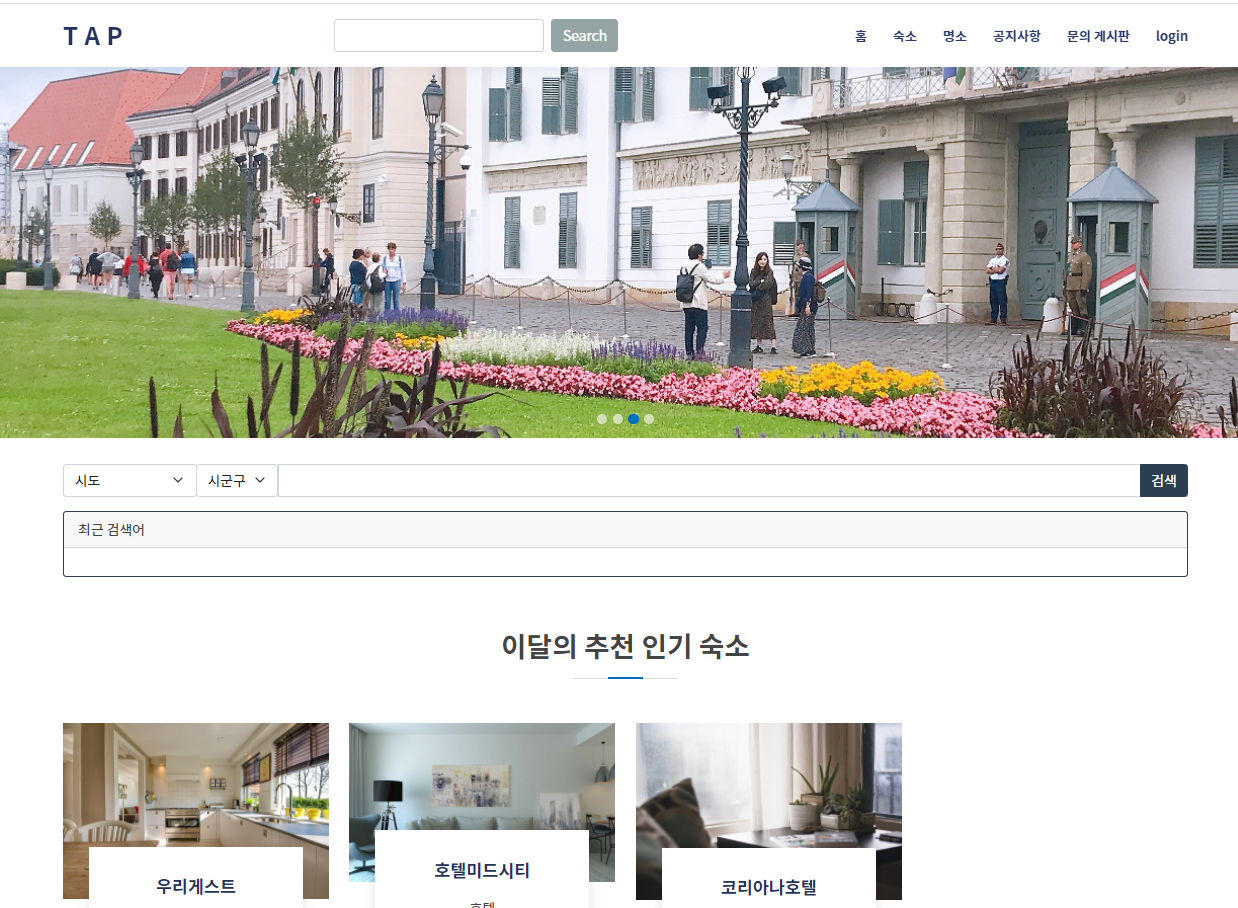 TAP
Search
홈 숙소 명소 공지사항 문의 게시판 login
시도 시군구 검색
최근 검색어
이달의 추천 인기 숙소
우리게스트
호텔미드시티
코리아나호텔
호텔